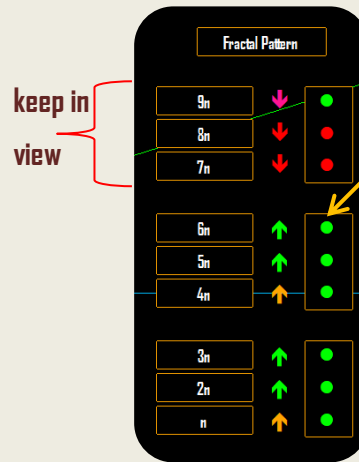 Fractal Pattern
keep in
view
9n
8n
7n
6n
5n
4n
3n
2n
n